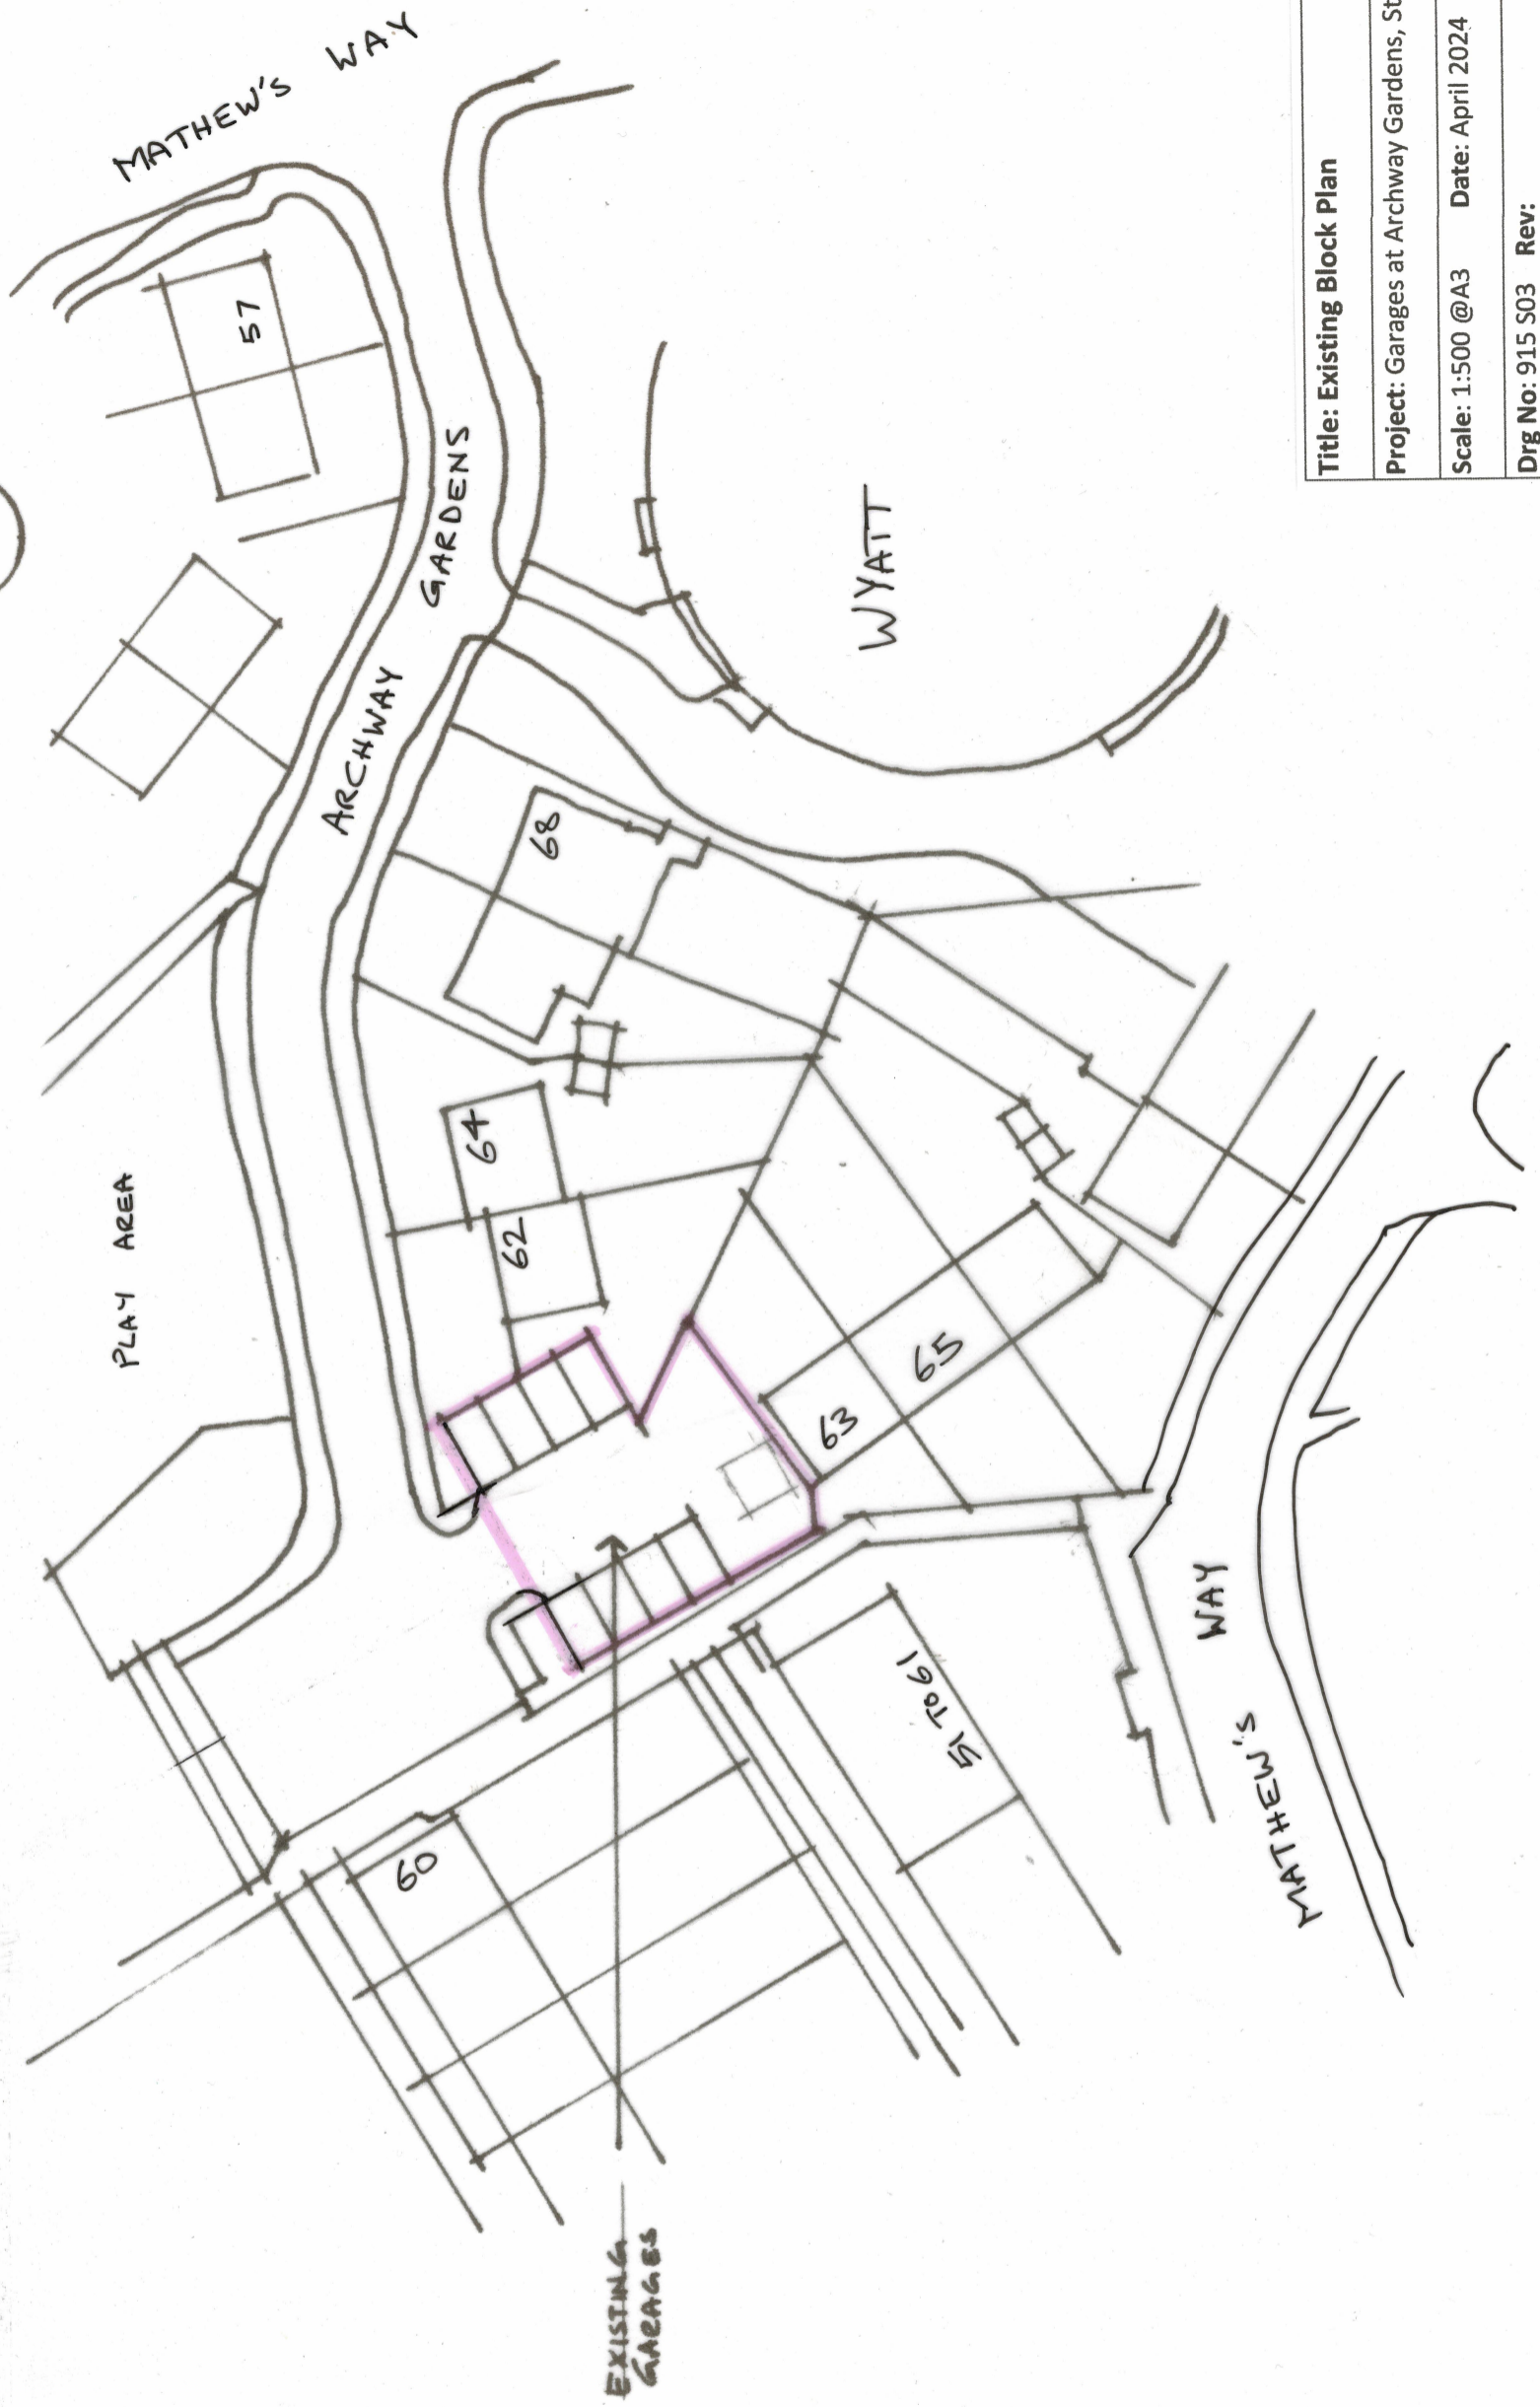 MATHEW'S WAY
57
ARCHWAY GARDENS
WYATT
68
PLAY AREA
64
62
65
63
51 TO 61
60
MATTHEW'S WAY
EXISTING
GARAGES
Title: Existing Block Plan
Project: Garages at Archway Gardens, St
Scale: 1:500 @A3 Date: April 2024
Drg No: 915 S03 Rev: